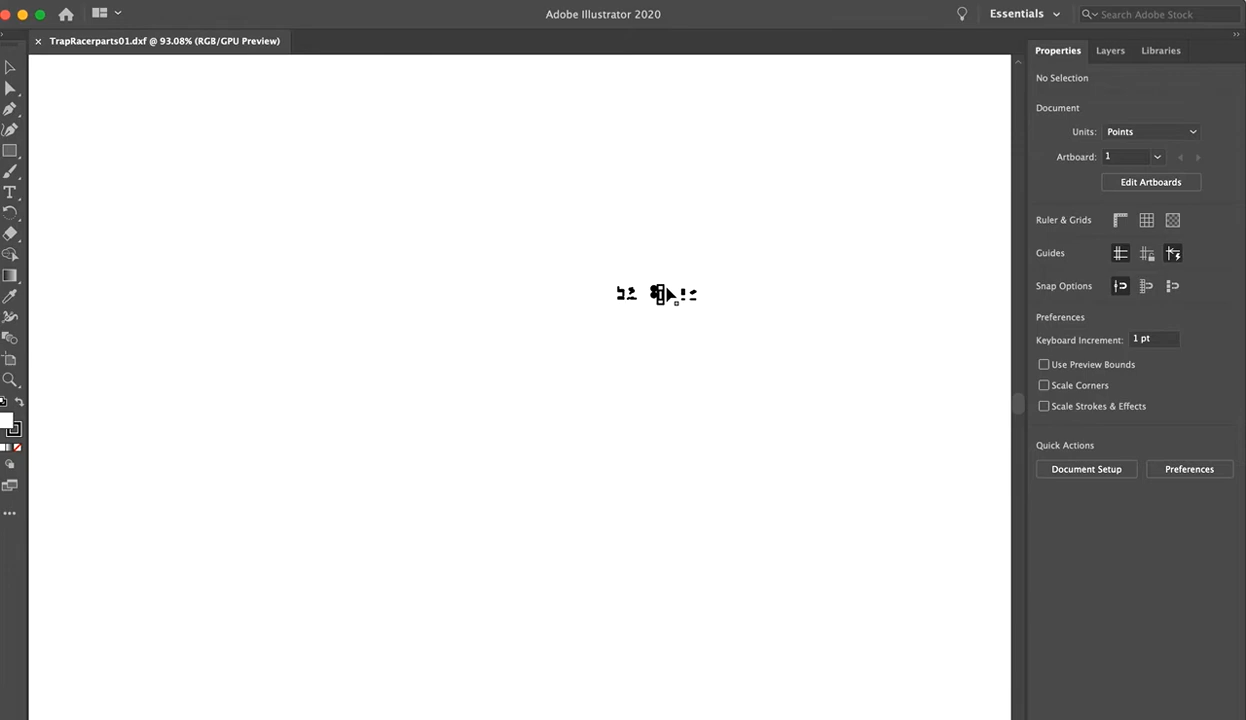 Adobe Illustrator 2020
Essentials
Search Adobe Stock
× TrapRacerparts01.dxf @ 93.08% (RGB/GPU Preview)
Properties Layers Libraries
No Selection
Document
Units: Points
Artboard: 1
Edit Artboards
Ruler & Grids
Guides
Snap Options
Preferences
Keyboard Increment: 1 pt
Use Preview Bounds
Scale Corners
Scale Strokes & Effects
Quick Actions
Document Setup Preferences